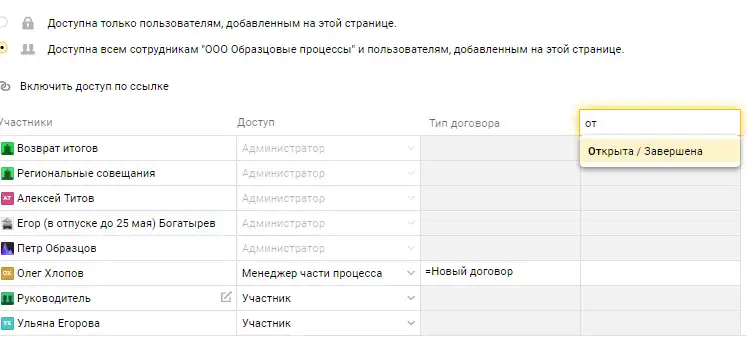 Доступна только пользователям, добавленным на этой странице.
Доступна всем сотрудникам "ООО Образцовые процессы" и пользователям, добавленным на этой странице.
Включить доступ по ссылке
Участники Доступ Тип договора от
Открыта / Завершена
Возврат итогов Администратор
Региональные совещания Администратор
АТ Алексей Титов Администратор
Егор (в отпуске до 25 мая) Богатырев Администратор
Петр Образцов Администратор
ОХ Олег Хлопов Менеджер части процесса =Новый договор
Руководитель Участник
УЕ Ульяна Егорова Участник